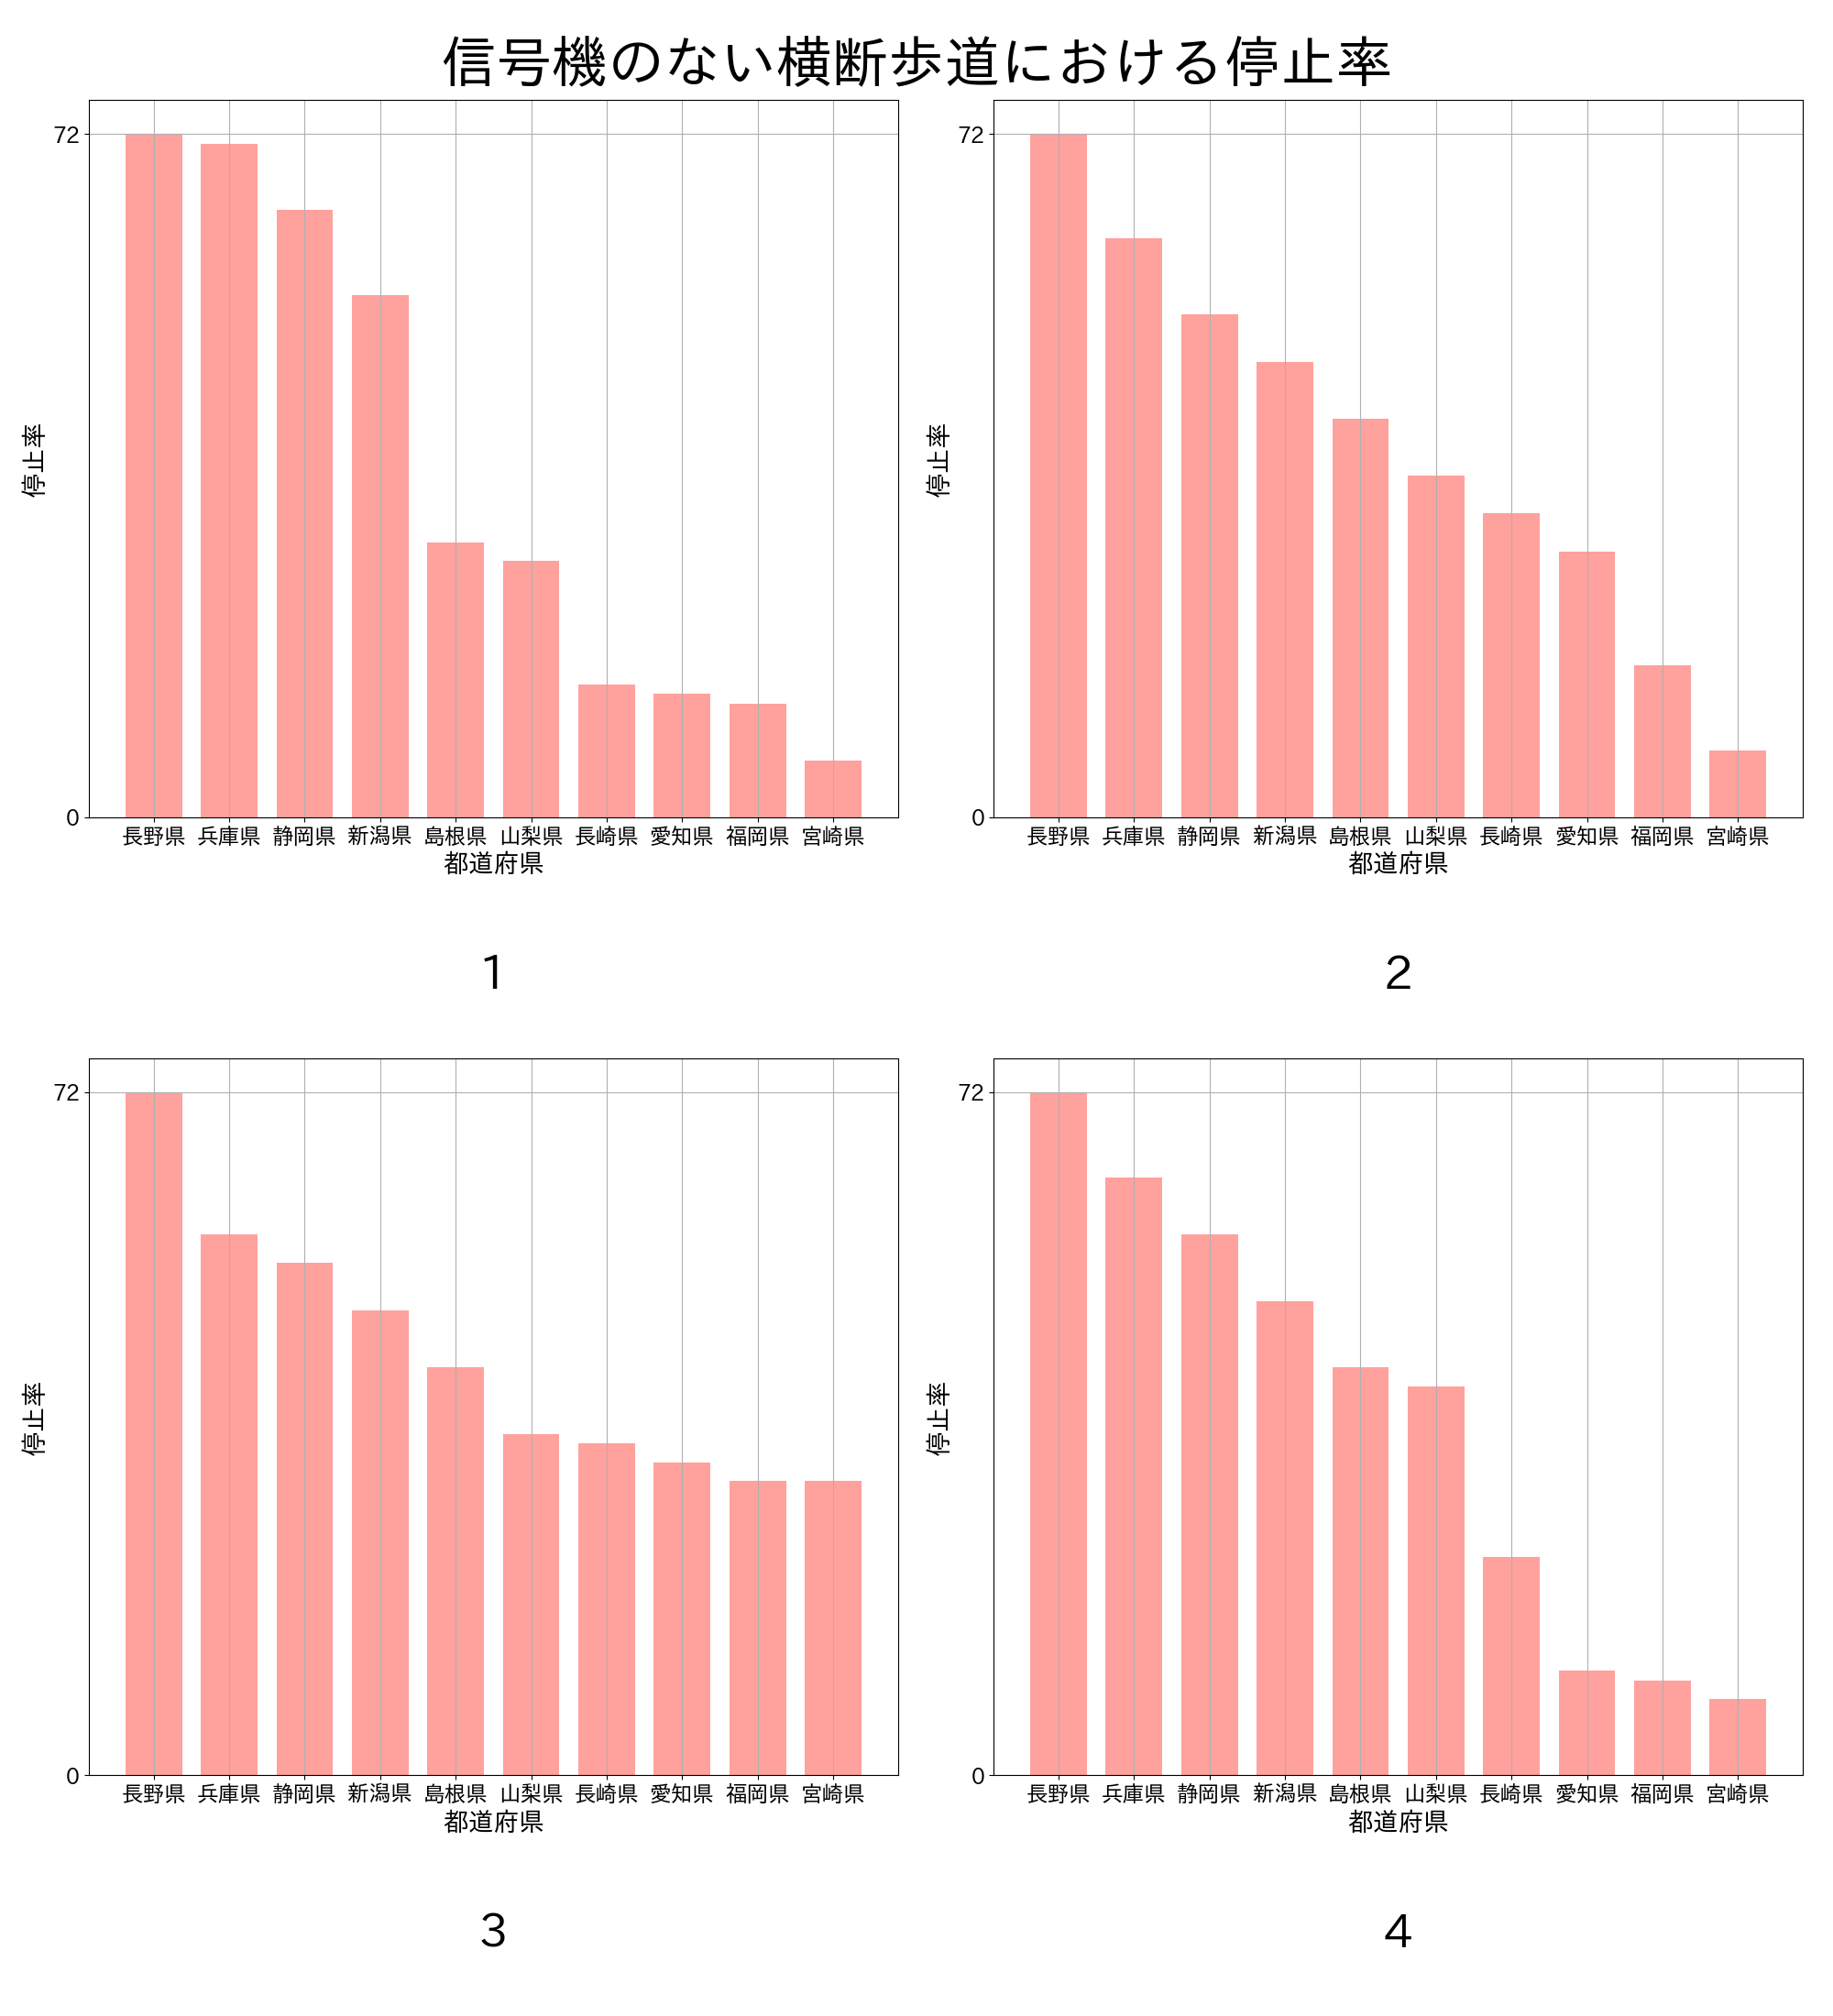 信号機のない横断歩道における停止率
72
0
停止率
長野県 兵庫県 静岡県 新潟県 島根県 山梨県 長崎県 愛知県 福岡県 宮崎県
都道府県
1
72
0
停止率
長野県 兵庫県 静岡県 新潟県 島根県 山梨県 長崎県 愛知県 福岡県 宮崎県
都道府県
2
72
0
停止率
長野県 兵庫県 静岡県 新潟県 島根県 山梨県 長崎県 愛知県 福岡県 宮崎県
都道府県
3
72
0
停止率
長野県 兵庫県 静岡県 新潟県 島根県 山梨県 長崎県 愛知県 福岡県 宮崎県
都道府県
4